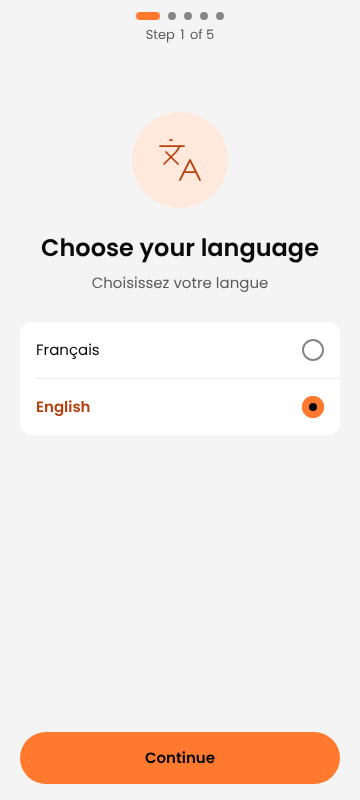 Step 1 of 5
Choose your language
Choisissez votre langue
Français
English
Continue